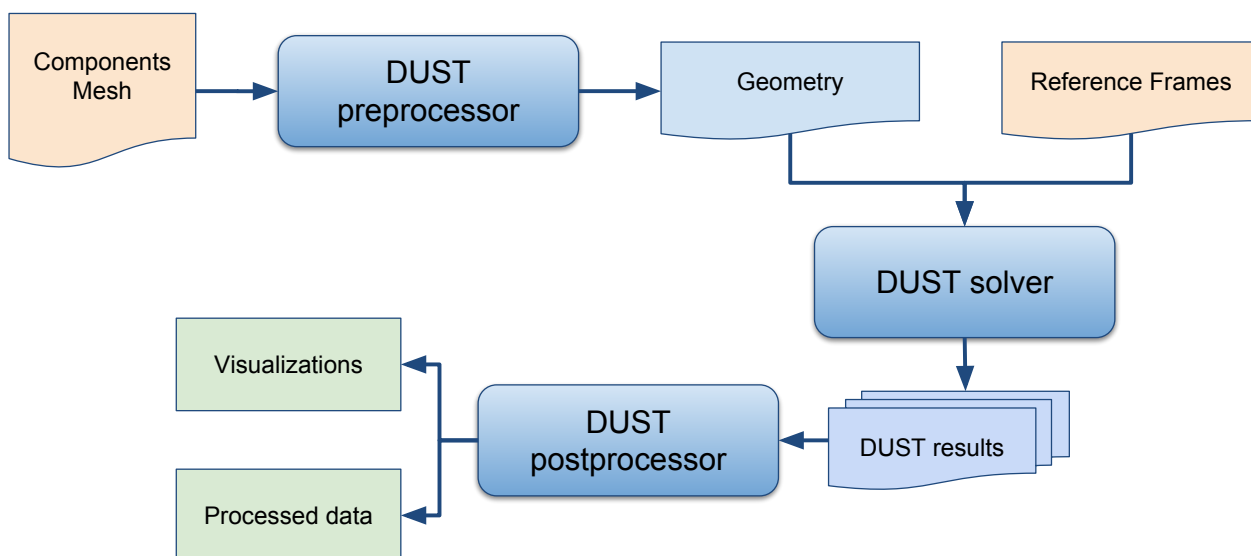 Components
Mesh
DUST
preprocessor
Geometry
Reference Frames
DUST solver
Visualizations
DUST
postprocessor
DUST results
Processed data